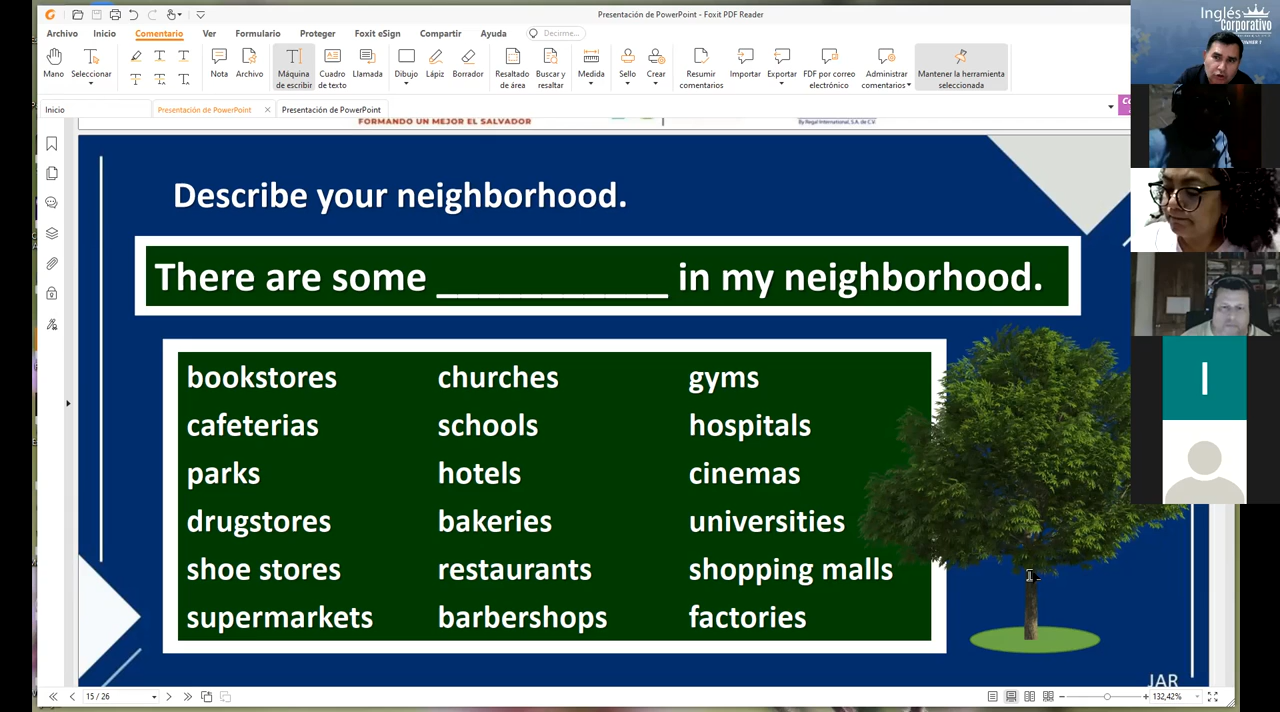 Presentación de PowerPoint - Foxit PDF Reader
Archivo Inicio Comentario Ver Formulario Proteger Foxit eSign Compartir Ayuda Decirme...
Mano Seleccionar Nota Archivo Máquina de escribir Cuadro de texto Llamada Dibujo Lápiz Borrador Resaltado de área Buscar y resaltar Medida Sello Crear Resumir comentarios Importar Exportar FDF por correo electrónico Administrar comentarios Mantener la herramienta seleccionada
Inicio Presentación de PowerPoint Presentación de PowerPoint
FORMANDO UN MEJOR EL SALVADOR
By Regal International, S.A. de C.V.
Inglés Corporativo
Describe your neighborhood.
There are some ___________ in my neighborhood.
bookstores churches gyms
cafeterias schools hospitals
parks hotels cinemas
drugstores bakeries universities
shoe stores restaurants shopping malls
supermarkets barbershops factories
I
JAR
15 / 26
132,42%